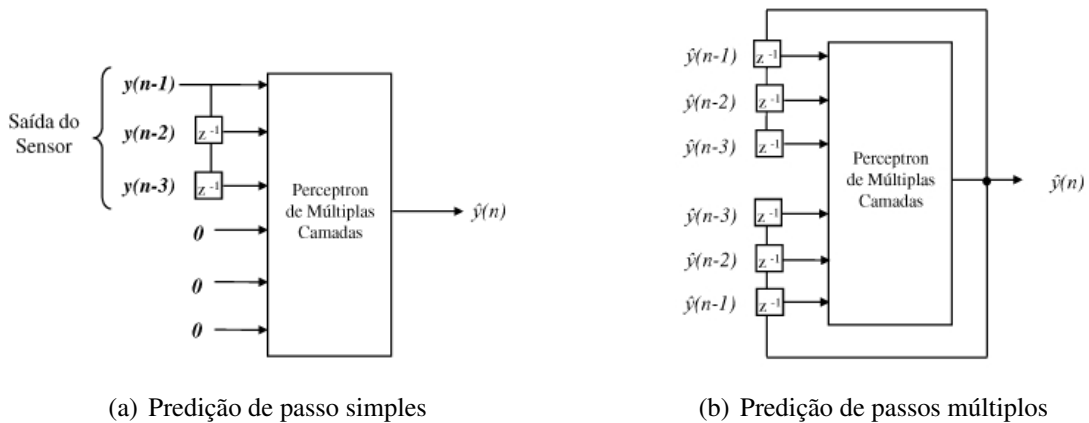 Saída do
Sensor
y(n-1)
y(n-2)
y(n-3)
0
0
0
z -1
z -1
Perceptron
de Múltiplas
Camadas
ŷ(n)
(a) Predição de passo simples
ŷ(n-1)
ŷ(n-2)
ŷ(n-3)
ŷ(n-3)
ŷ(n-2)
ŷ(n-1)
z -1
z -1
z -1
z -1
z -1
z -1
Perceptron
de Múltiplas
Camadas
ŷ(n)
(b) Predição de passos múltiplos